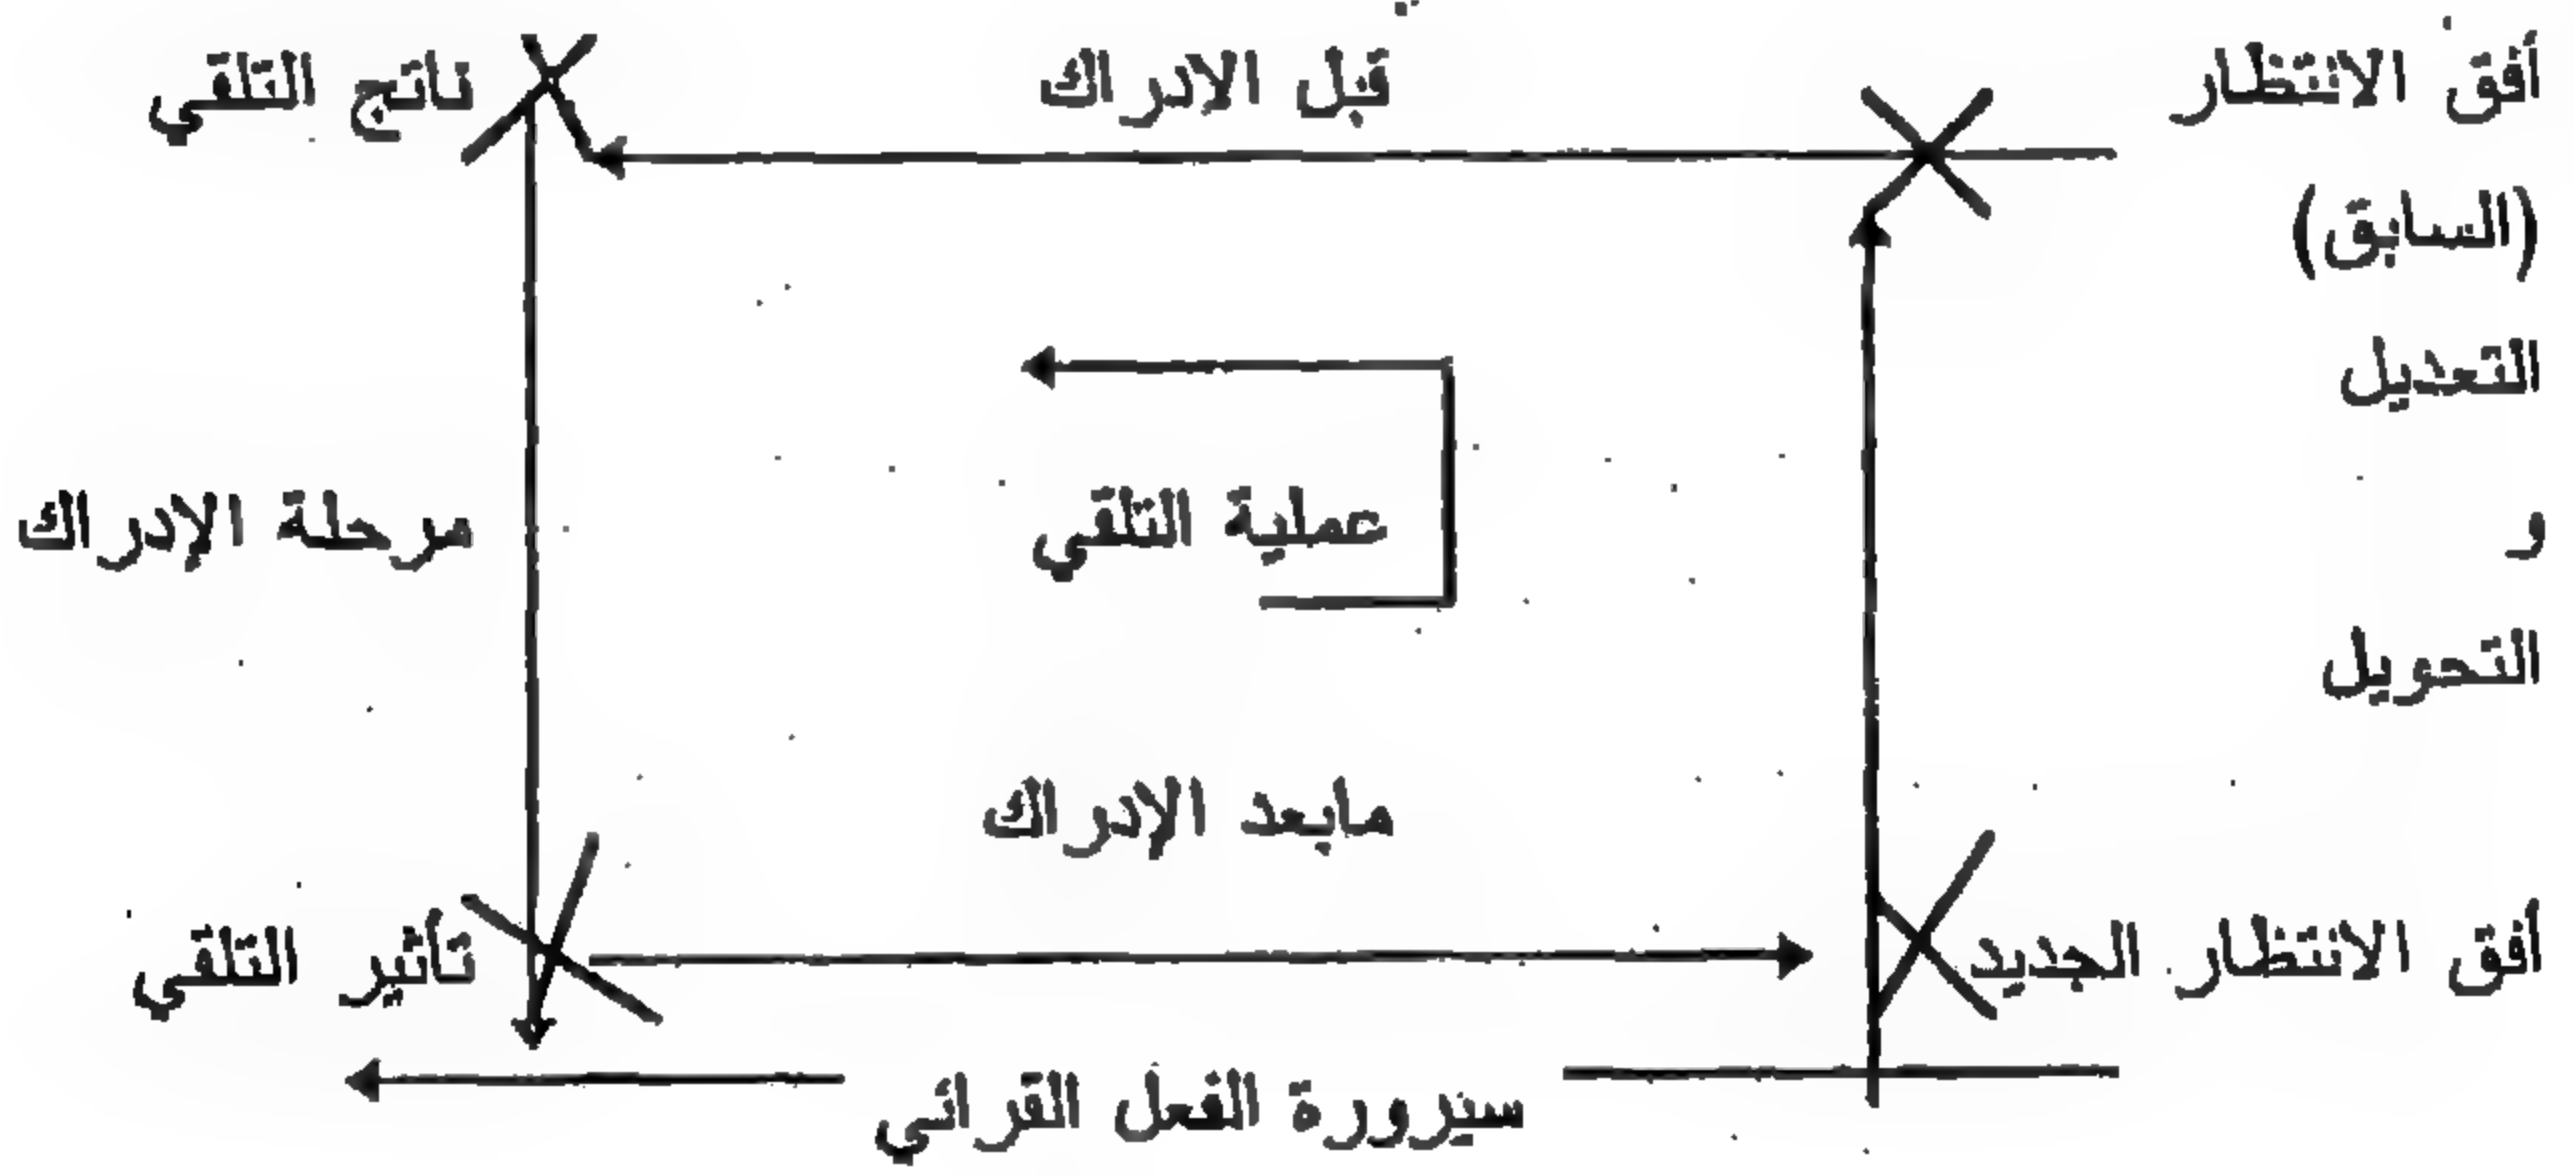 أفق الانتظار
قبل الادراك
ناتج التلقي
(السابق)
التعديل
و
عملية التلقي
مرحلة الإدراك
التحويل
مابعد الإدراك
أفق الانتظار الجديد
تأثير التلقي
سيرورة الفعل القرائي